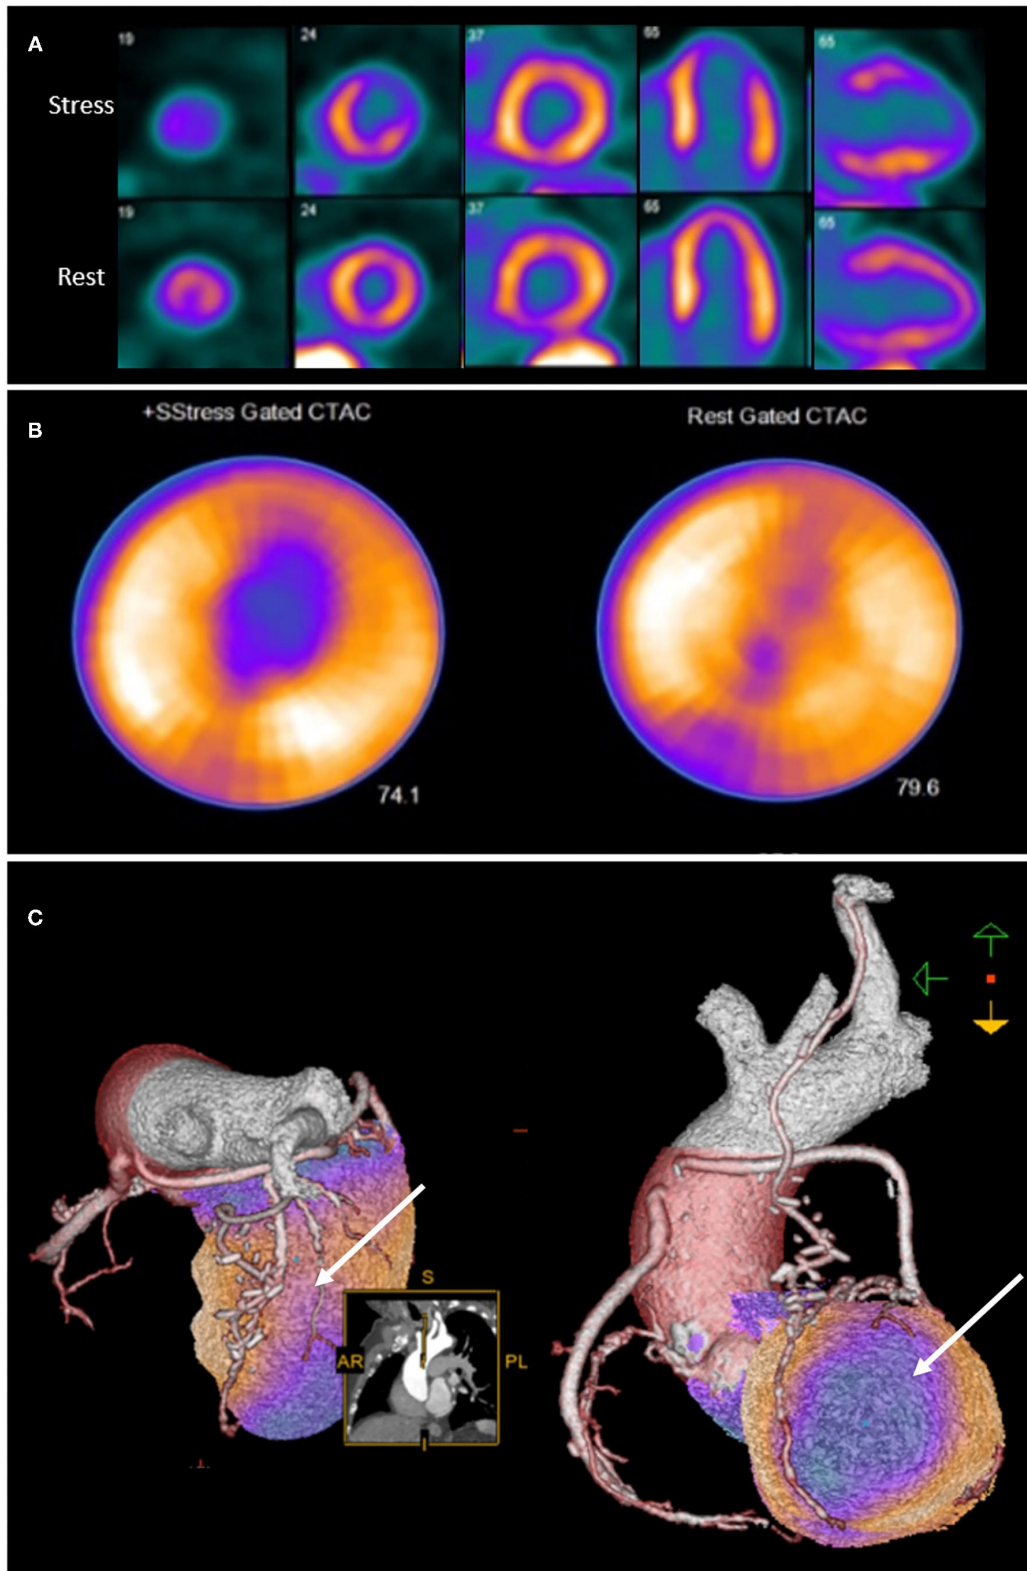 A
19
24
37
65
65
Stress
19
24
37
65
65
Rest
B
+SStress Gated CTAC
Rest Gated CTAC
74.1
79.6
C
S
AR
PL
I